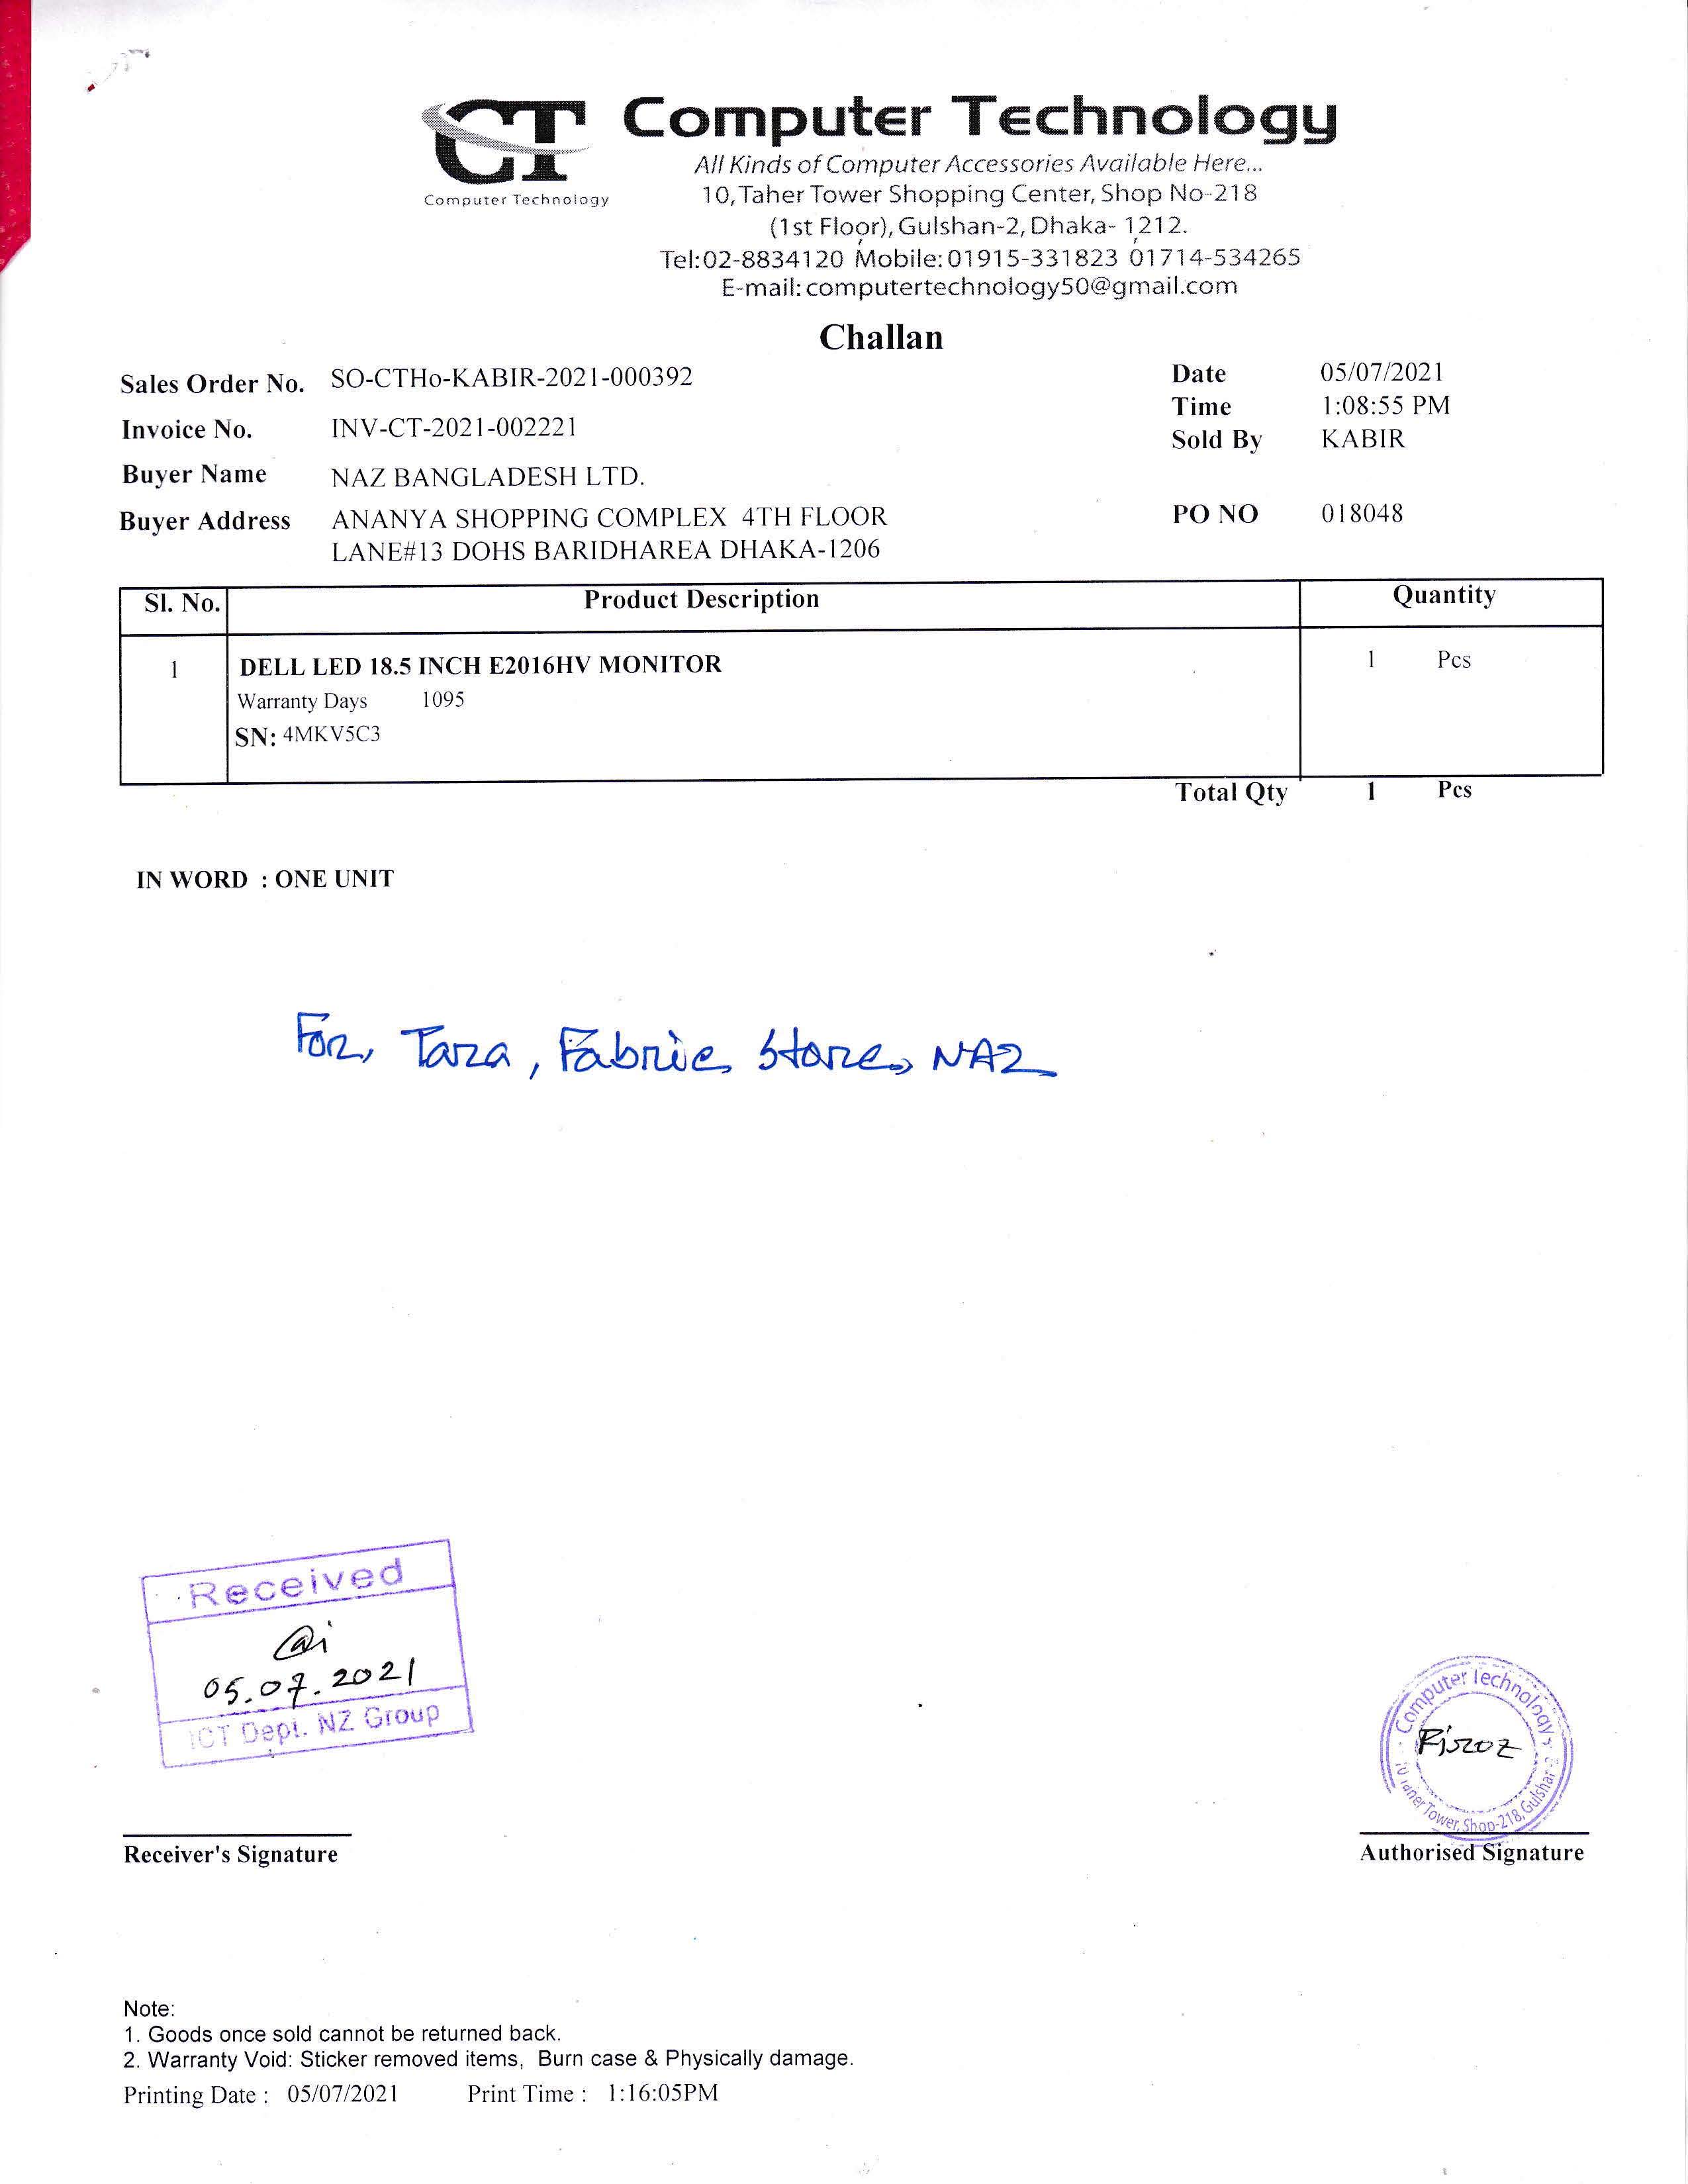 CT Computer Technology
Computer Technology
All Kinds of Computer Accessories Available Here...
10, Taher Tower Shopping Center, Shop No-218
(1st Floor), Gulshan-2, Dhaka- 1212.
Tel:02-8834120 Mobile:01915-331823 01714-534265
E-mail: computertechnology50@gmail.com
Challan
Sales Order No. SO-CTHo-KABIR-2021-000392
Date 05/07/2021
Time 1:08:55 PM
Invoice No. INV-CT-2021-002221
Sold By KABIR
Buyer Name NAZ BANGLADESH LTD.
Buyer Address ANANYA SHOPPING COMPLEX 4TH FLOOR
PO NO 018048
LANE#13 DOHS BARIDHAREA DHAKA-1206
Sl. No. Product Description Quantity
1 DELL LED 18.5 INCH E2016HV MONITOR 1 Pcs
Warranty Days 1095
SN: 4MKV5C3
Total Qty 1 Pcs
IN WORD : ONE UNIT
For, Tara, Fabric Store, NAZ
Received
05.07.2021
ICT Dept. NZ Group
Computer Technology
Firoz
Taher Tower, Shop-218, Gulshan
Receiver's Signature
Authorised Signature
Note:
1. Goods once sold cannot be returned back.
2. Warranty Void: Sticker removed items, Burn case & Physically damage.
Printing Date : 05/07/2021 Print Time : 1:16:05PM